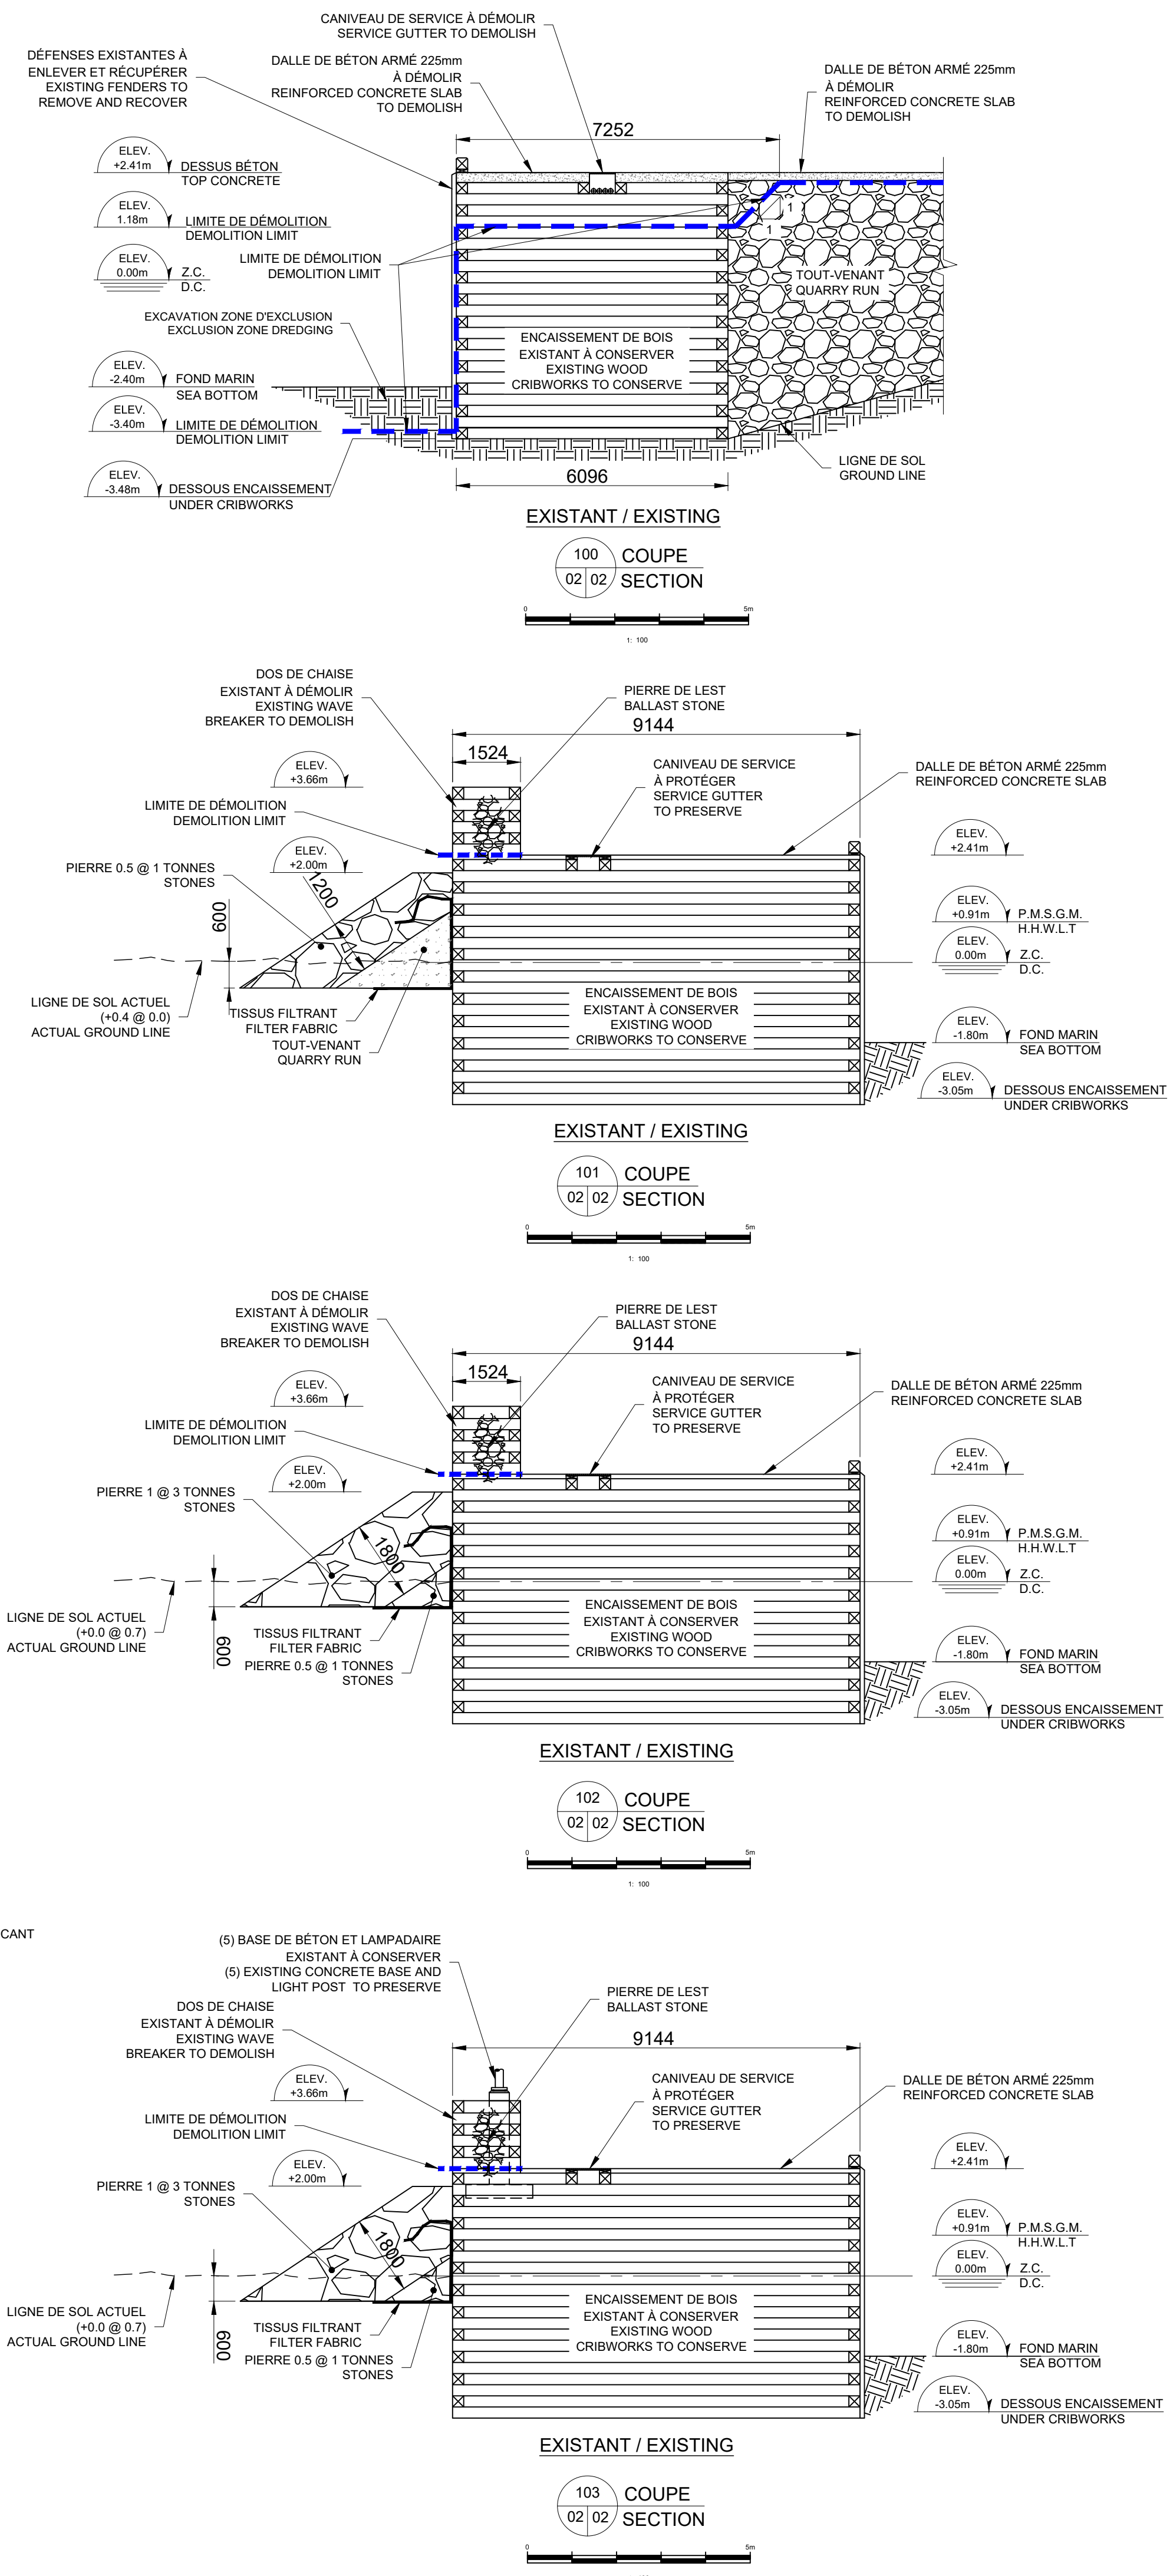 CANIVEAU DE SERVICE À DÉMOLIR
SERVICE GUTTER TO DEMOLISH
DÉFENSES EXISTANTES À
ENLEVER ET RÉCUPÉRER
EXISTING FENDERS TO
REMOVE AND RECOVER
DALLE DE BÉTON ARMÉ 225mm
À DÉMOLIR
REINFORCED CONCRETE SLAB
TO DEMOLISH
DALLE DE BÉTON ARMÉ 225mm
À DÉMOLIR
REINFORCED CONCRETE SLAB
TO DEMOLISH
7252
ELEV.
+2.41m
DESSUS BÉTON
TOP CONCRETE
ELEV.
1.18m
LIMITE DE DÉMOLITION
DEMOLITION LIMIT
1
1
ELEV.
0.00m
Z.C.
D.C.
LIMITE DE DÉMOLITION
DEMOLITION LIMIT
TOUT-VENANT
QUARRY RUN
EXCAVATION ZONE D'EXCLUSION
EXCLUSION ZONE DREDGING
ENCAISSEMENT DE BOIS
EXISTANT À CONSERVER
EXISTING WOOD
CRIBWORKS TO CONSERVE
ELEV.
-2.40m
FOND MARIN
SEA BOTTOM
ELEV.
-3.40m
LIMITE DE DÉMOLITION
DEMOLITION LIMIT
ELEV.
-3.48m
DESSOUS ENCAISSEMENT
UNDER CRIBWORKS
LIGNE DE SOL
GROUND LINE
6096
EXISTANT / EXISTING
100
02 02
COUPE
SECTION
0
5m
1: 100
DOS DE CHAISE
EXISTANT À DÉMOLIR
EXISTING WAVE
BREAKER TO DEMOLISH
PIERRE DE LEST
BALLAST STONE
9144
1524
ELEV.
+3.66m
CANIVEAU DE SERVICE
À PROTÉGER
SERVICE GUTTER
TO PRESERVE
DALLE DE BÉTON ARMÉ 225mm
REINFORCED CONCRETE SLAB
LIMITE DE DÉMOLITION
DEMOLITION LIMIT
ELEV.
+2.00m
ELEV.
+2.41m
PIERRE 0.5 @ 1 TONNES
STONES
1200
600
ELEV.
+0.91m
P.M.S.G.M.
H.H.W.L.T
ELEV.
0.00m
Z.C.
D.C.
LIGNE DE SOL ACTUEL
(+0.4 @ 0.0)
ACTUAL GROUND LINE
TISSUS FILTRANT
FILTER FABRIC
TOUT-VENANT
QUARRY RUN
ENCAISSEMENT DE BOIS
EXISTANT À CONSERVER
EXISTING WOOD
CRIBWORKS TO CONSERVE
ELEV.
-1.80m
FOND MARIN
SEA BOTTOM
ELEV.
-3.05m
DESSOUS ENCAISSEMENT
UNDER CRIBWORKS
EXISTANT / EXISTING
101
02 02
COUPE
SECTION
0
5m
1: 100
DOS DE CHAISE
EXISTANT À DÉMOLIR
EXISTING WAVE
BREAKER TO DEMOLISH
PIERRE DE LEST
BALLAST STONE
9144
1524
ELEV.
+3.66m
CANIVEAU DE SERVICE
À PROTÉGER
SERVICE GUTTER
TO PRESERVE
DALLE DE BÉTON ARMÉ 225mm
REINFORCED CONCRETE SLAB
LIMITE DE DÉMOLITION
DEMOLITION LIMIT
ELEV.
+2.00m
ELEV.
+2.41m
PIERRE 1 @ 3 TONNES
STONES
1800
ELEV.
+0.91m
P.M.S.G.M.
H.H.W.L.T
ELEV.
0.00m
Z.C.
D.C.
LIGNE DE SOL ACTUEL
(+0.0 @ 0.7)
ACTUAL GROUND LINE
600
TISSUS FILTRANT
FILTER FABRIC
PIERRE 0.5 @ 1 TONNES
STONES
ENCAISSEMENT DE BOIS
EXISTANT À CONSERVER
EXISTING WOOD
CRIBWORKS TO CONSERVE
ELEV.
-1.80m
FOND MARIN
SEA BOTTOM
ELEV.
-3.05m
DESSOUS ENCAISSEMENT
UNDER CRIBWORKS
EXISTANT / EXISTING
102
02 02
COUPE
SECTION
0
5m
1: 100
CANT
(5) BASE DE BÉTON ET LAMPADAIRE
EXISTANT À CONSERVER
(5) EXISTING CONCRETE BASE AND
LIGHT POST TO PRESERVE
DOS DE CHAISE
EXISTANT À DÉMOLIR
EXISTING WAVE
BREAKER TO DEMOLISH
PIERRE DE LEST
BALLAST STONE
9144
ELEV.
+3.66m
CANIVEAU DE SERVICE
À PROTÉGER
SERVICE GUTTER
TO PRESERVE
DALLE DE BÉTON ARMÉ 225mm
REINFORCED CONCRETE SLAB
LIMITE DE DÉMOLITION
DEMOLITION LIMIT
ELEV.
+2.00m
ELEV.
+2.41m
PIERRE 1 @ 3 TONNES
STONES
1800
ELEV.
+0.91m
P.M.S.G.M.
H.H.W.L.T
ELEV.
0.00m
Z.C.
D.C.
LIGNE DE SOL ACTUEL
(+0.0 @ 0.7)
ACTUAL GROUND LINE
600
TISSUS FILTRANT
FILTER FABRIC
PIERRE 0.5 @ 1 TONNES
STONES
ENCAISSEMENT DE BOIS
EXISTANT À CONSERVER
EXISTING WOOD
CRIBWORKS TO CONSERVE
ELEV.
-1.80m
FOND MARIN
SEA BOTTOM
ELEV.
-3.05m
DESSOUS ENCAISSEMENT
UNDER CRIBWORKS
EXISTANT / EXISTING
103
02 02
COUPE
SECTION
0
5m